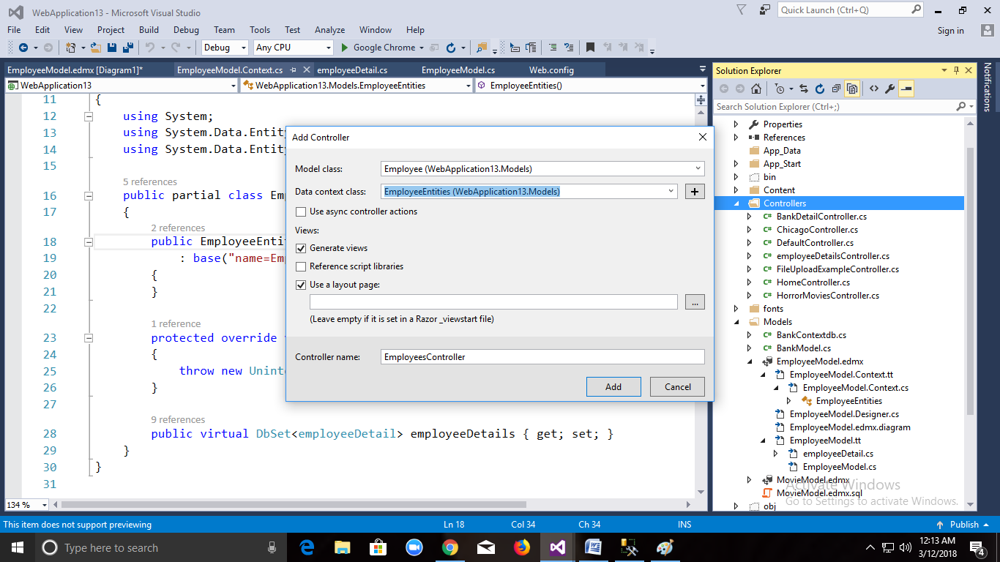 WebApplication13 - Microsoft Visual Studio
Quick Launch (Ctrl+Q)
File Edit View Project Build Debug Team Tools Test Analyze Window Help
Sign in
Debug
Any CPU
Google Chrome
EmployeeModel.edmx [Diagram1]*
EmployeeModel.Context.cs
employeeDetail.cs
EmployeeModel.cs
Web.config
WebApplication13
WebApplication13.Models.EmployeeEntities
EmployeeEntities()
11 {
12 using System;
13 using System.Data.Entity
14 using System.Data.Entity
15
5 references
16 public partial class Emp
17 {
2 references
18 public EmployeeEntit
19 : base("name=Em
20 {
21 }
22
1 reference
23 protected override
24 {
25 throw new Uninte
26 }
27
9 references
28 public virtual DbSet<employeeDetail> employeeDetails { get; set; }
29 }
30 }
31
134 %
Add Controller
Model class:
Employee (WebApplication13.Models)
Data context class:
EmployeeEntities (WebApplication13.Models)
Use async controller actions
Views:
Generate views
Reference script libraries
Use a layout page:
...
(Leave empty if it is set in a Razor _viewstart file)
Controller name:
EmployeesController
Add
Cancel
Solution Explorer
Search Solution Explorer (Ctrl+;)
Properties
References
App_Data
App_Start
bin
Content
Controllers
C# BankDetailController.cs
C# ChicagoController.cs
C# DefaultController.cs
C# employeeDetailsController.cs
C# FileUploadExampleController.cs
C# HomeController.cs
C# HorrorMoviesController.cs
fonts
Models
C# BankContextdb.cs
C# BankModel.cs
EmployeeModel.edmx
EmployeeModel.Context.tt
EmployeeModel.Context.cs
EmployeeEntities
EmployeeModel.Designer.cs
EmployeeModel.edmx.diagram
EmployeeModel.tt
employeeDetail.cs
EmployeeModel.cs
MovieModel.edmx
MovieModel.edmx.sql
obj
Activate Windows
Go to Settings to activate Windows.
Notifications
This item does not support previewing
Ln 18
Col 34
Ch 34
INS
Publish
Type here to search
12:13 AM
3/12/2018
4